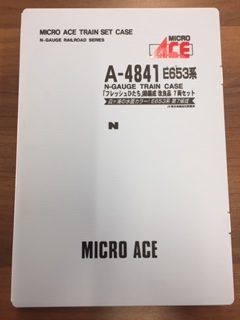 MICRO ACE TRAIN SET CASE
N-GAUGE RAILROAD SERIES
MICRO
ACE
A-4841 E653系
N-GAUGE TRAIN CASE
「フレッシュひたち」緑編成 改良品 7両セット
N
MICRO ACE